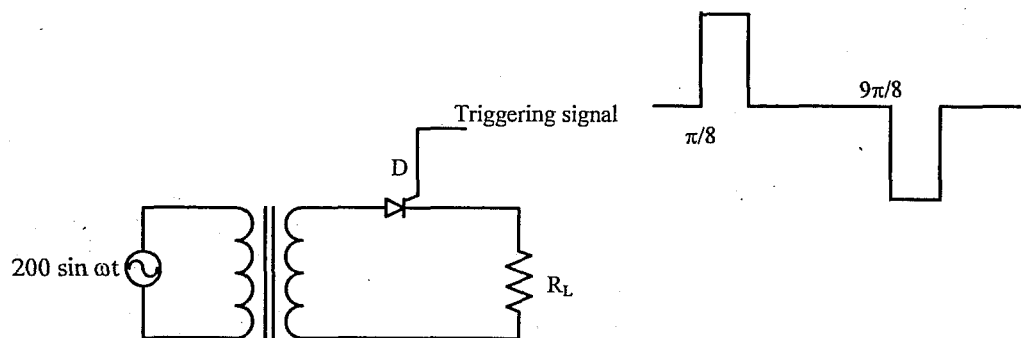 9π/8
Triggering signal
π/8
D
200 sin ωt
R_L